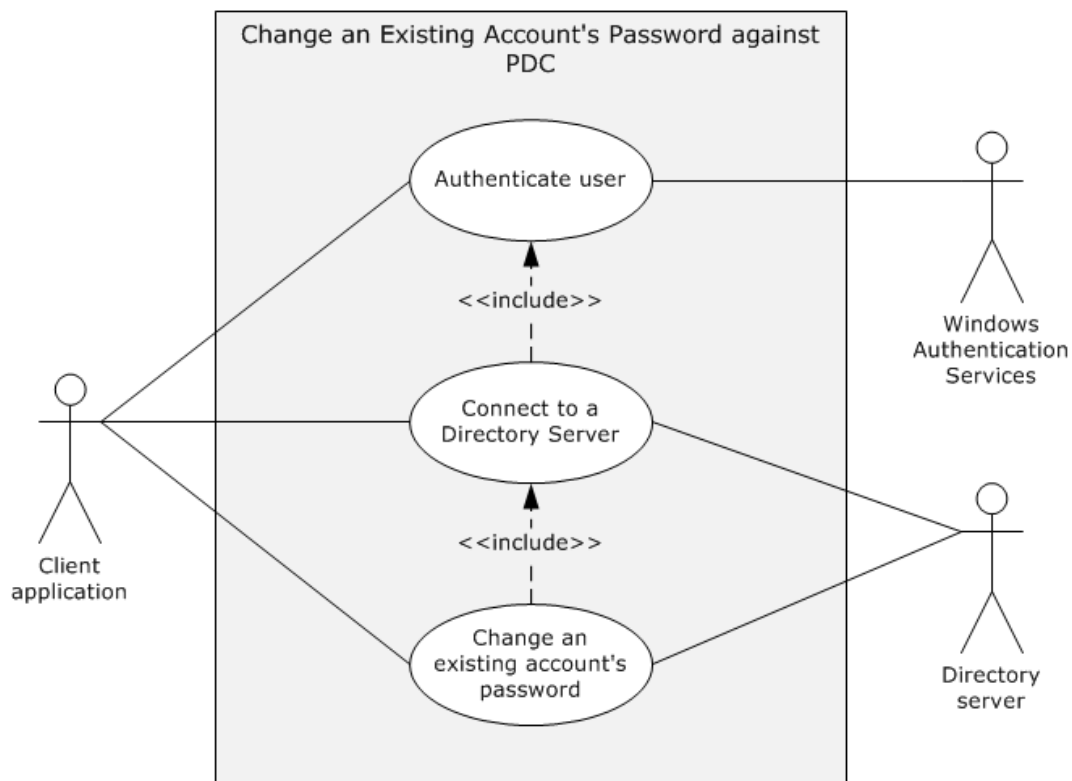 Change an Existing Account's Password against
PDC
Authenticate user
<<include>>
Windows
Authentication
Services
Connect to a
Directory Server
<<include>>
Client
application
Change an
existing account's
password
Directory
server